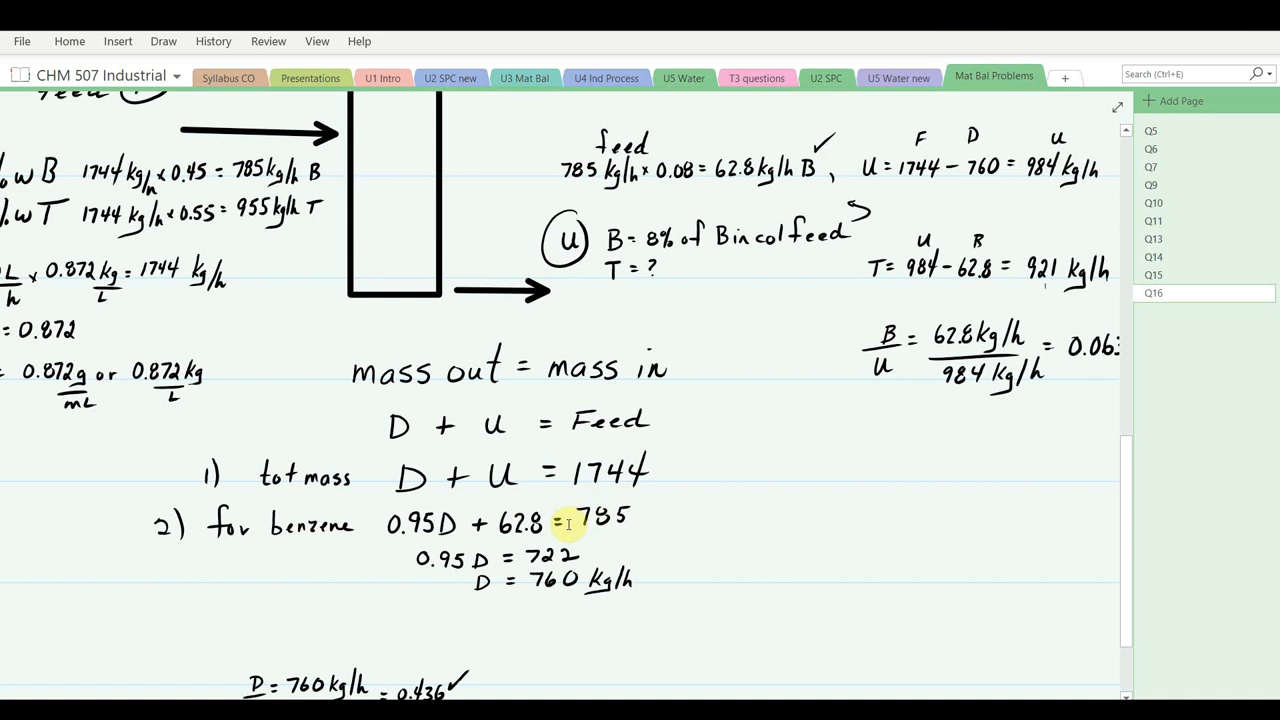 File Home Insert Draw History Review View Help
CHM 507 Industrial
Syllabus CO
Presentations
U1 Intro
U2 SPC new
U3 Mat Bal
U4 Ind Process
U5 Water
T3 questions
U2 SPC
U5 Water new
Mat Bal Problems
+
Search (Ctrl+E)
+ Add Page
Q5
Q6
Q7
Q9
Q10
Q11
Q13
Q14
Q15
Q16
%w B 1744 kg/h x 0.45 = 785 kg/h B
%w T 1744 kg/h x 0.55 = 955 kg/h T
L/h x 0.872 kg/L = 1744 kg/h
= 0.872
= 0.872 g/mL or 0.872 kg/L
feed
785 kg/h x 0.08 = 62.8 kg/h B ✓,
F D U
U = 1744 - 760 = 984 kg/h
U B = 8% of B in col feed
T = ?
U B
T = 984 - 62.8 = 921 kg/h
B/U = 62.8 kg/h / 984 kg/h = 0.063
mass out = mass in
D + U = Feed
1) tot mass D + U = 1744
2) for benzene 0.95D + 62.8 = 785
0.95 D = 722
D = 760 kg/h
D = 760 kg/h = 0.436 ✓